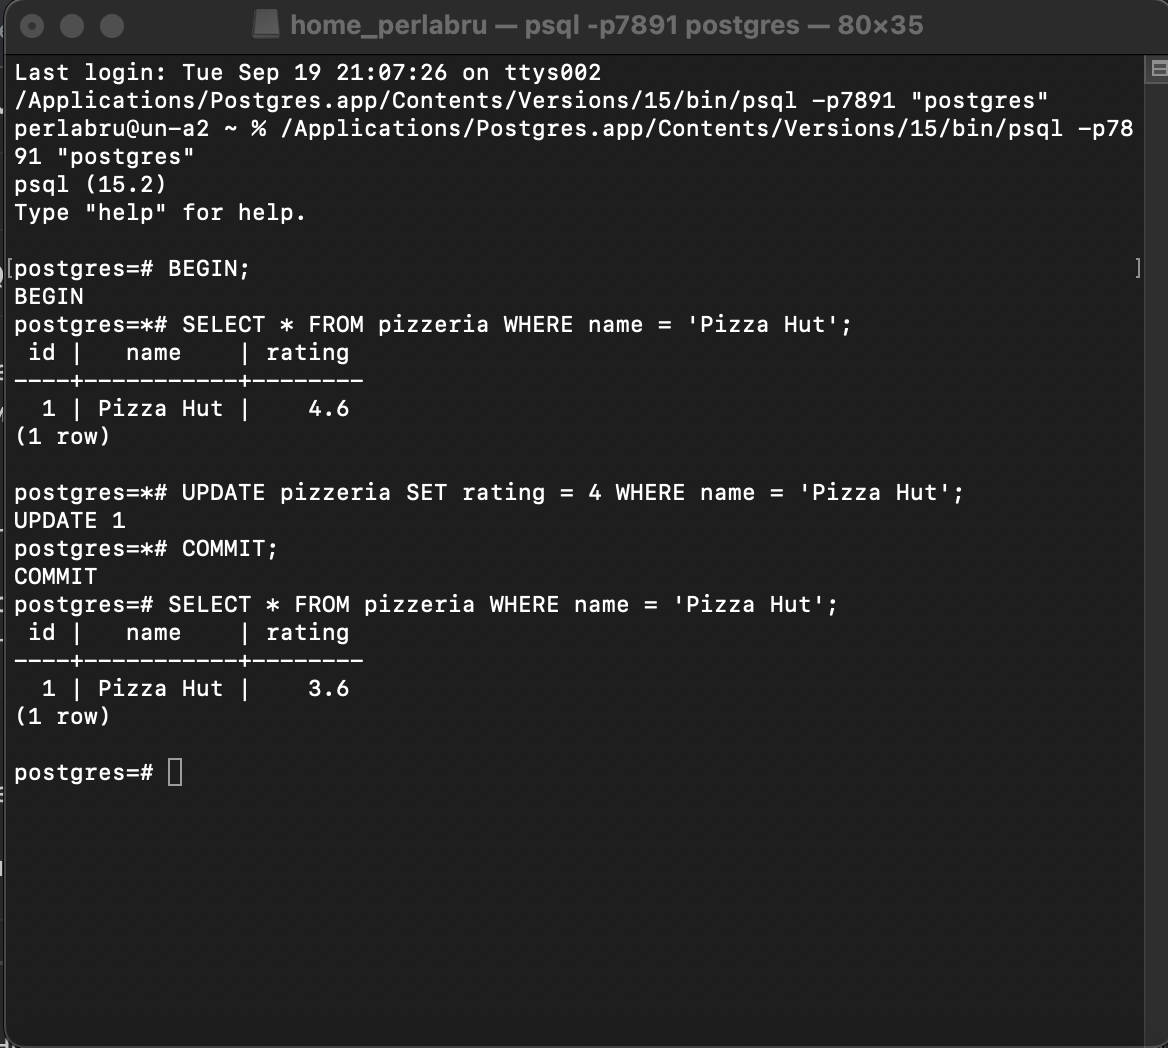 home_perlabru — psql -p7891 postgres — 80×35
Last login: Tue Sep 19 21:07:26 on ttys002
/Applications/Postgres.app/Contents/Versions/15/bin/psql -p7891 "postgres"
perlabru@un-a2 ~ % /Applications/Postgres.app/Contents/Versions/15/bin/psql -p78
91 "postgres"
psql (15.2)
Type "help" for help.
[postgres=# BEGIN; ]
BEGIN
postgres=*# SELECT * FROM pizzeria WHERE name = 'Pizza Hut';
 id |   name    | rating
----+-----------+--------
  1 | Pizza Hut |    4.6
(1 row)
postgres=*# UPDATE pizzeria SET rating = 4 WHERE name = 'Pizza Hut';
UPDATE 1
postgres=*# COMMIT;
COMMIT
postgres=# SELECT * FROM pizzeria WHERE name = 'Pizza Hut';
 id |   name    | rating
----+-----------+--------
  1 | Pizza Hut |    3.6
(1 row)
postgres=#